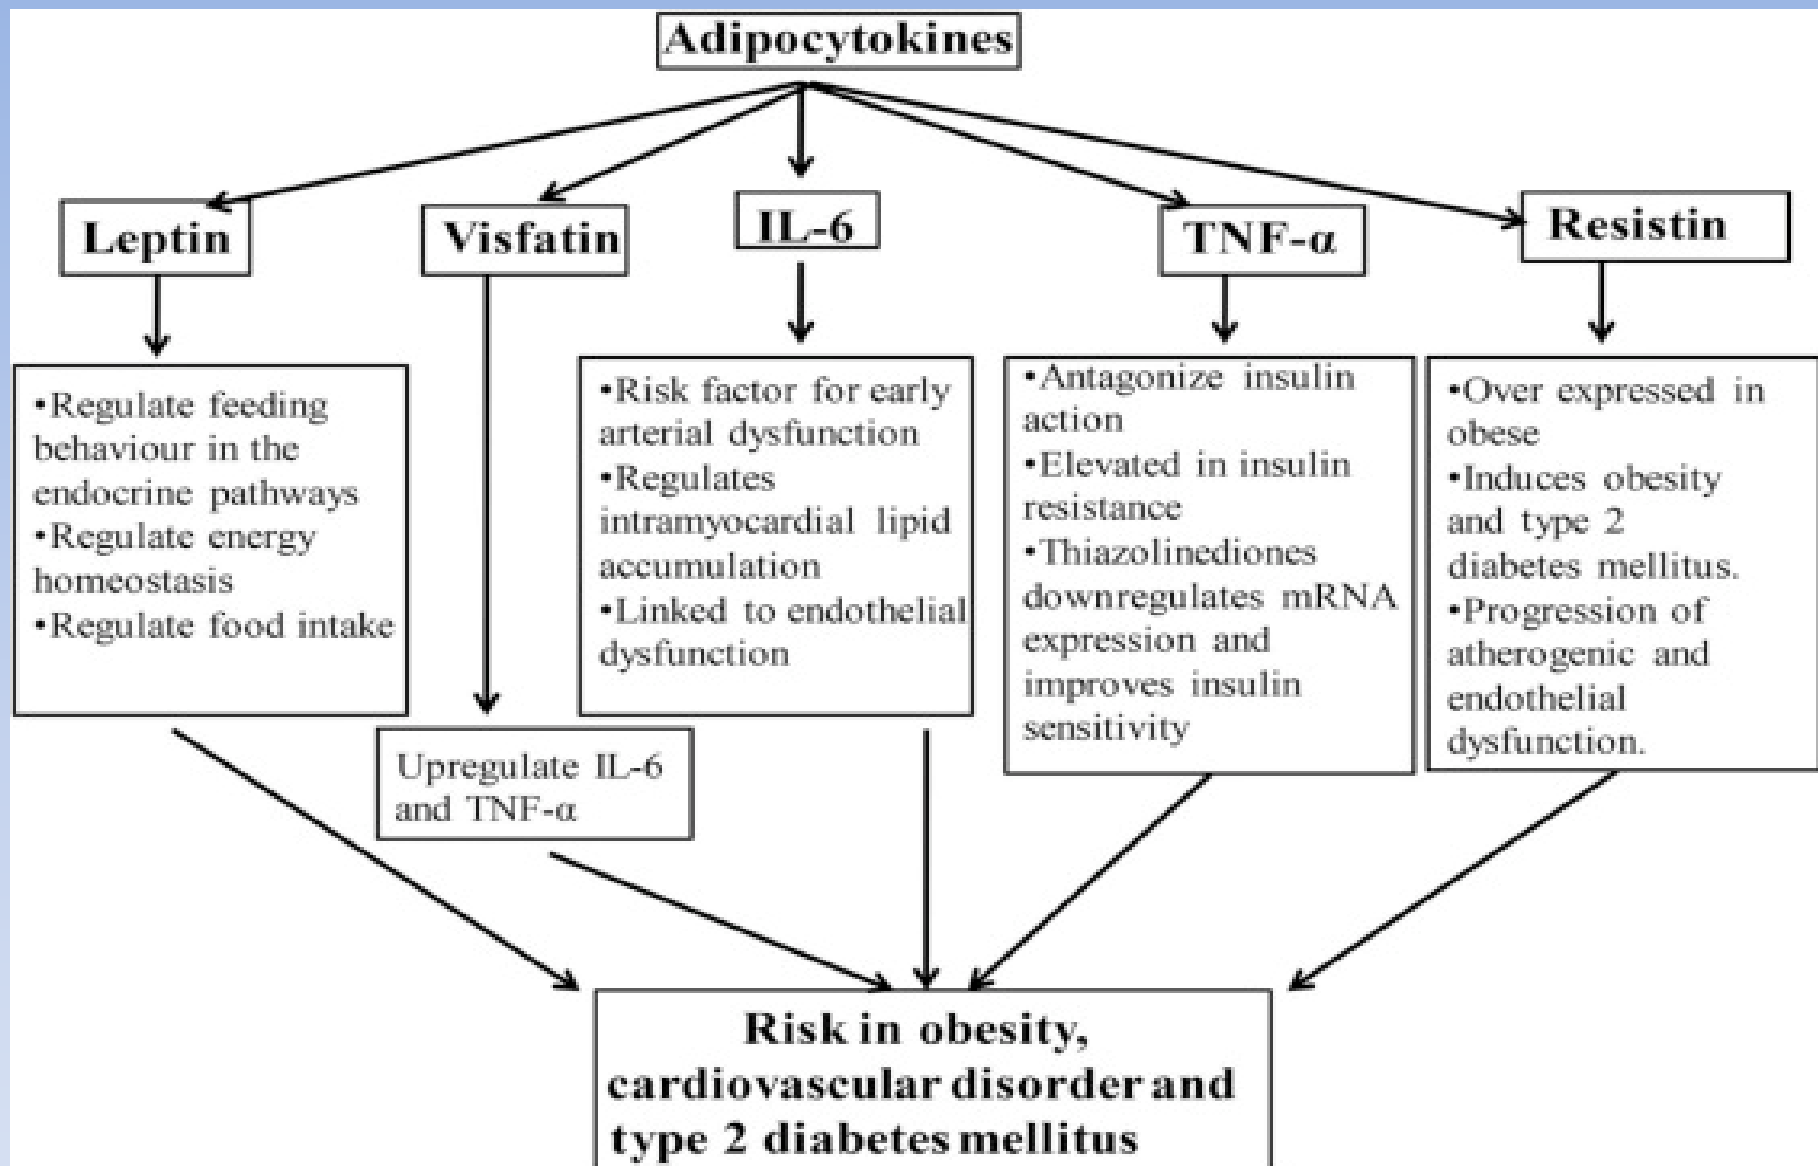 Adipocytokines
Leptin
Visfatin
IL-6
TNF-α
Resistin
•Regulate feeding
behaviour in the
endocrine pathways
•Regulate energy
homeostasis
•Regulate food intake
Upregulate IL-6
and TNF-α
•Risk factor for early
arterial dysfunction
•Regulates
intramyocardial lipid
accumulation
•Linked to endothelial
dysfunction
•Antagonize insulin
action
•Elevated in insulin
resistance
•Thiazolinediones
downregulates mRNA
expression and
improves insulin
sensitivity
•Over expressed in
obese
•Induces obesity
and type 2
diabetes mellitus.
•Progression of
atherogenic and
endothelial
dysfunction.
Risk in obesity,
cardiovascular disorder and
type 2 diabetes mellitus